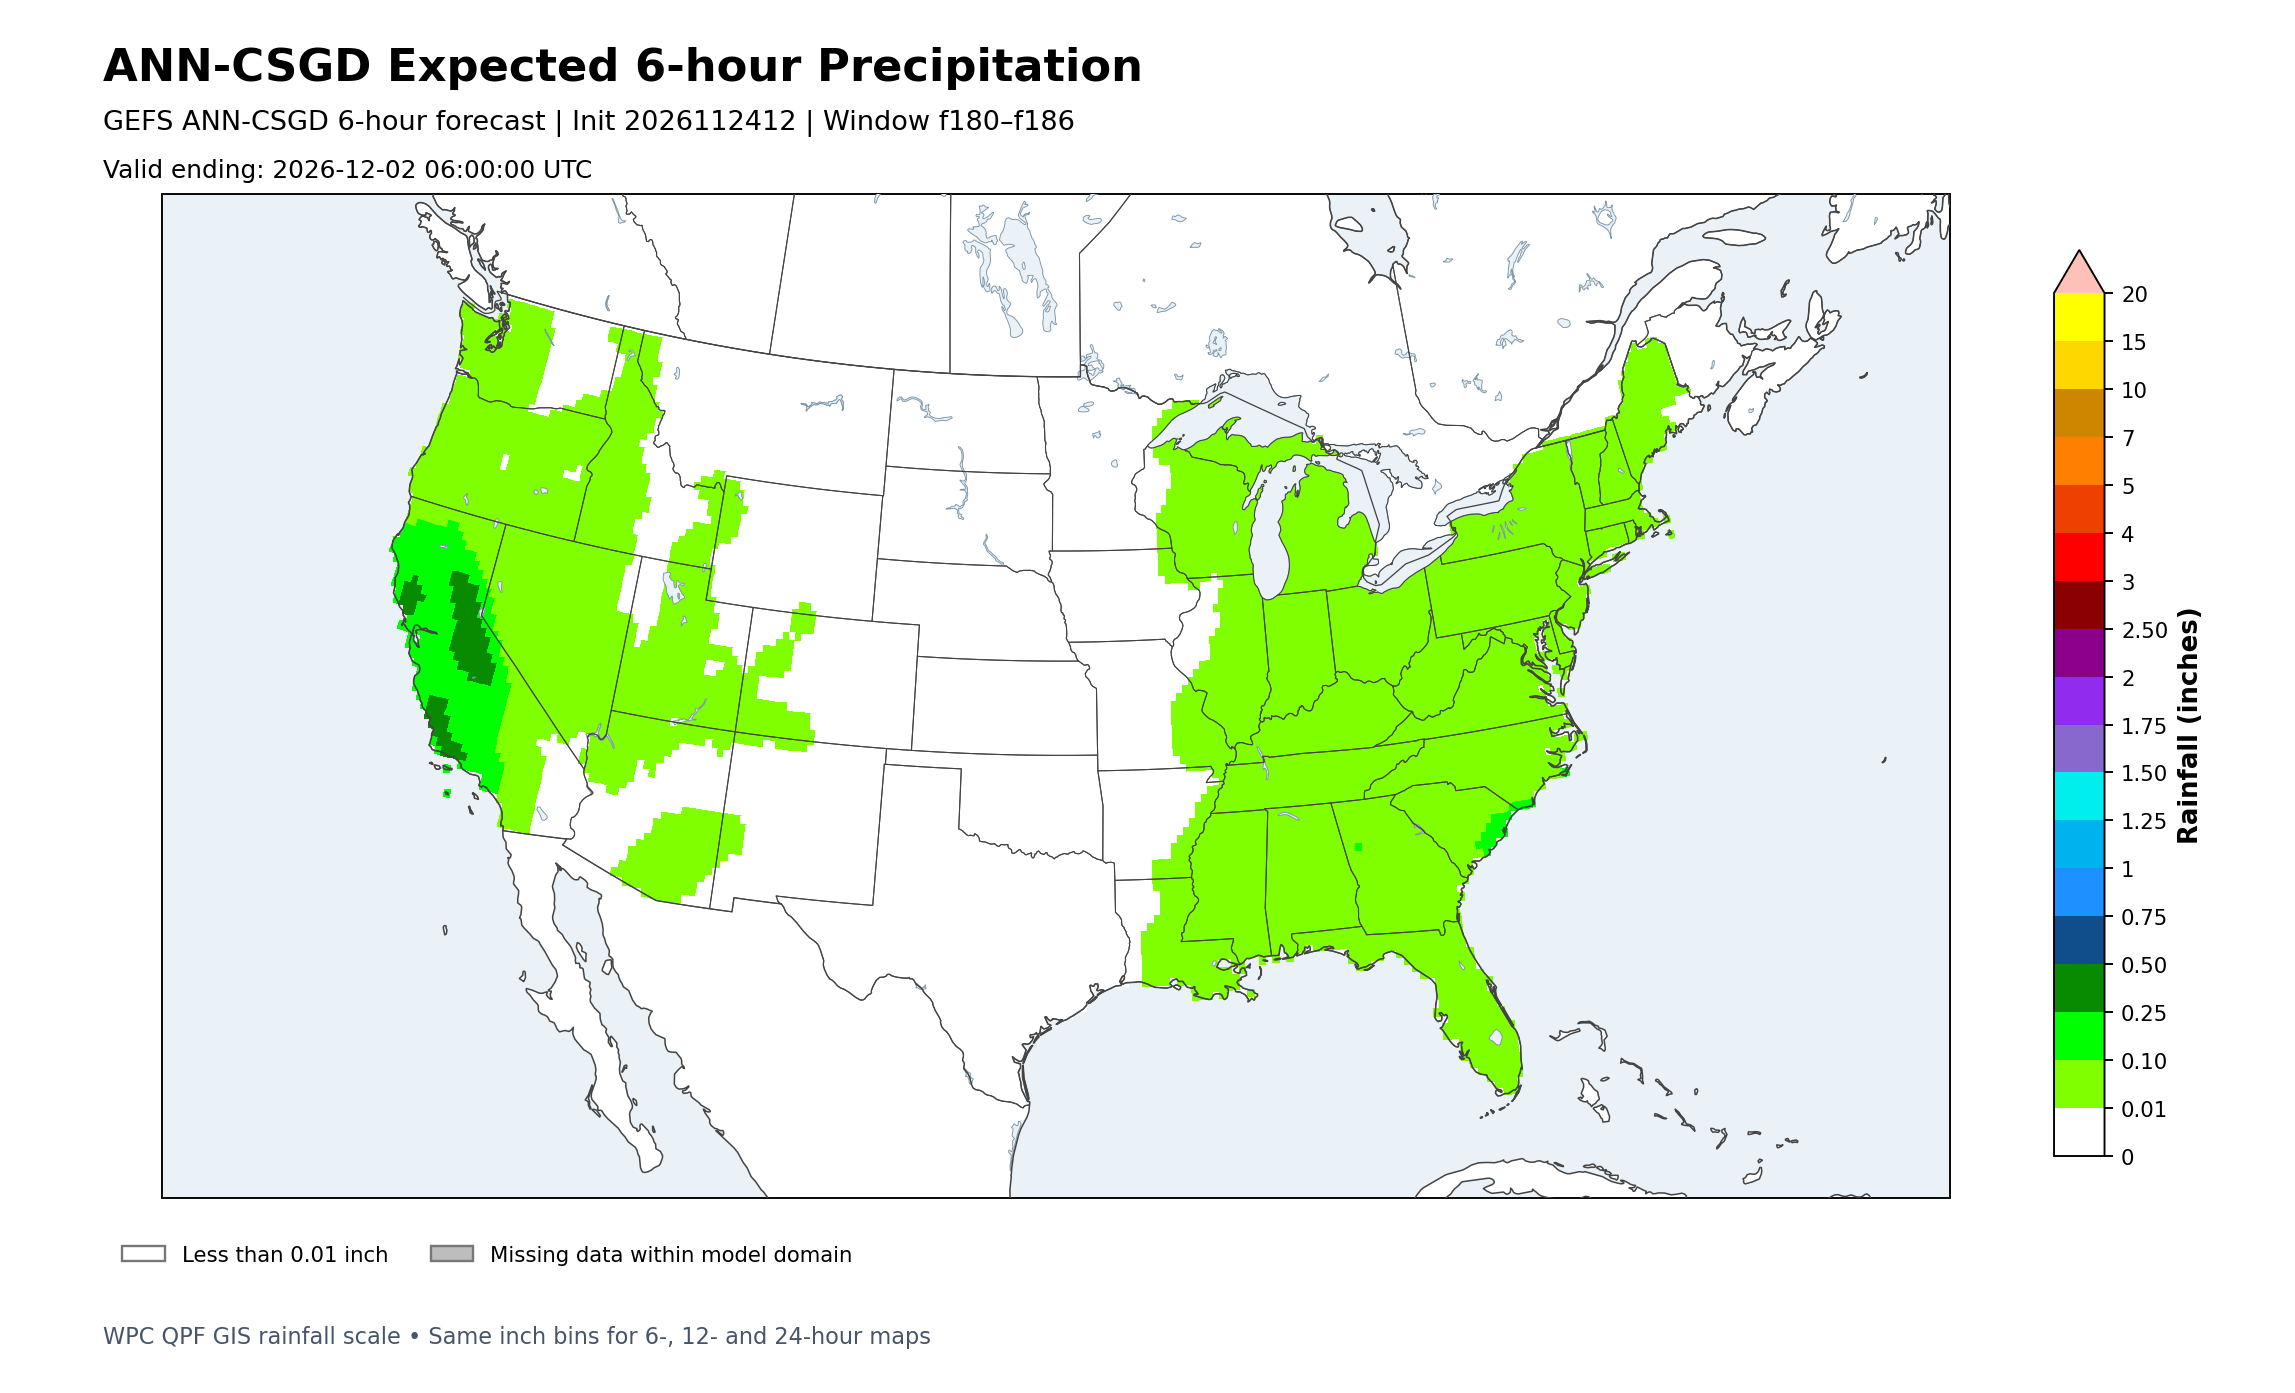 ANN-CSGD Expected 6-hour Precipitation
GEFS ANN-CSGD 6-hour forecast | Init 2026112412 | Window f180–f186
Valid ending: 2026-12-02 06:00:00 UTC
20
15
10
7
5
4
3
2.50
2
1.75
1.50
1.25
1
0.75
0.50
0.25
0.10
0.01
0
Rainfall (inches)
Less than 0.01 inch
Missing data within model domain
WPC QPF GIS rainfall scale • Same inch bins for 6-, 12- and 24-hour maps